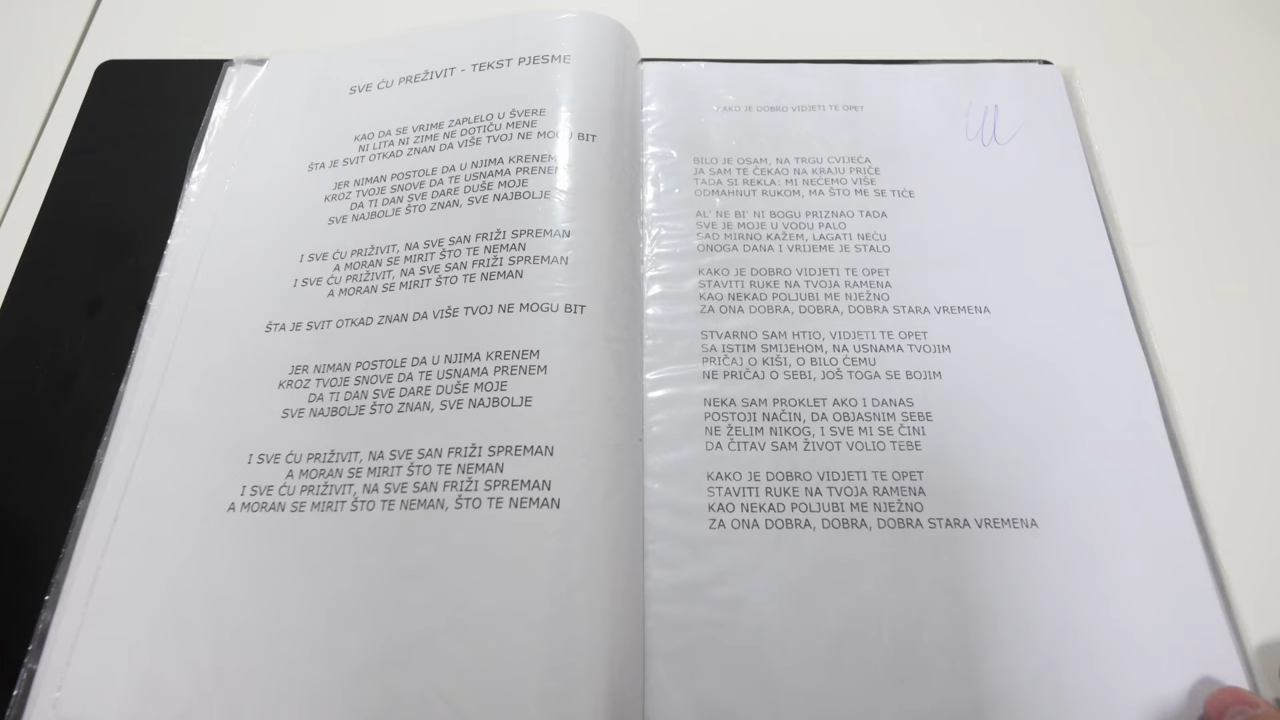 SVE ĆU PREŽIVIT - TEKST PJESME
KAO DA SE VRIME ZAPLELO U ŠVERE
NI LITA NI ZIME NE DOTIČU MENE
ŠTA JE SVIT OTKAD ZNAN DA VIŠE TVOJ NE MOGU BIT
JER NIMAN POSTOLE DA U NJIMA KRENEM
KROZ TVOJE SNOVE DA TE USNAMA PRENEM
DA TI DAN SVE DARE DUŠE MOJE
SVE NAJBOLJE ŠTO ZNAN, SVE NAJBOLJE
I SVE ĆU PRIŽIVIT, NA SVE SAN FRIŽI SPREMAN
A MORAN SE MIRIT ŠTO TE NEMAN
I SVE ĆU PRIŽIVIT, NA SVE SAN FRIŽI SPREMAN
A MORAN SE MIRIT ŠTO TE NEMAN
ŠTA JE SVIT OTKAD ZNAN DA VIŠE TVOJ NE MOGU BIT
JER NIMAN POSTOLE DA U NJIMA KRENEM
KROZ TVOJE SNOVE DA TE USNAMA PRENEM
DA TI DAN SVE DARE DUŠE MOJE
SVE NAJBOLJE ŠTO ZNAN, SVE NAJBOLJE
I SVE ĆU PRIŽIVIT, NA SVE SAN FRIŽI SPREMAN
A MORAN SE MIRIT ŠTO TE NEMAN
I SVE ĆU PRIŽIVIT, NA SVE SAN FRIŽI SPREMAN
A MORAN SE MIRIT ŠTO TE NEMAN, ŠTO TE NEMAN
KAKO JE DOBRO VIDJETI TE OPET
BILO JE OSAM, NA TRGU CVIJEĆA
JA SAM TE ČEKAO NA KRAJU PRIČE
TADA SI REKLA: MI NEĆEMO VIŠE
ODMAHNUT RUKOM, MA ŠTO ME SE TIČE
AL' NE BI' NI BOGU PRIZNAO TADA
SVE JE MOJE U VODU PALO
SAD MIRNO KAŽEM, LAGATI NEĆU
ONOGA DANA I VRIJEME JE STALO
KAKO JE DOBRO VIDJETI TE OPET
STAVITI RUKE NA TVOJA RAMENA
KAO NEKAD POLJUBI ME NJEŽNO
ZA ONA DOBRA, DOBRA, DOBRA STARA VREMENA
STVARNO SAM HTIO, VIDJETI TE OPET
SA ISTIM SMIJEHOM, NA USNAMA TVOJIM
PRIČAJ O KIŠI, O BILO ČEMU
NE PRIČAJ O SEBI, JOŠ TOGA SE BOJIM
NEKA SAM PROKLET AKO I DANAS
POSTOJI NAČIN, DA OBJASNIM SEBE
NE ŽELIM NIKOG, I SVE MI SE ČINI
DA ČITAV SAM ŽIVOT VOLIO TEBE
KAKO JE DOBRO VIDJETI TE OPET
STAVITI RUKE NA TVOJA RAMENA
KAO NEKAD POLJUBI ME NJEŽNO
ZA ONA DOBRA, DOBRA, DOBRA STARA VREMENA